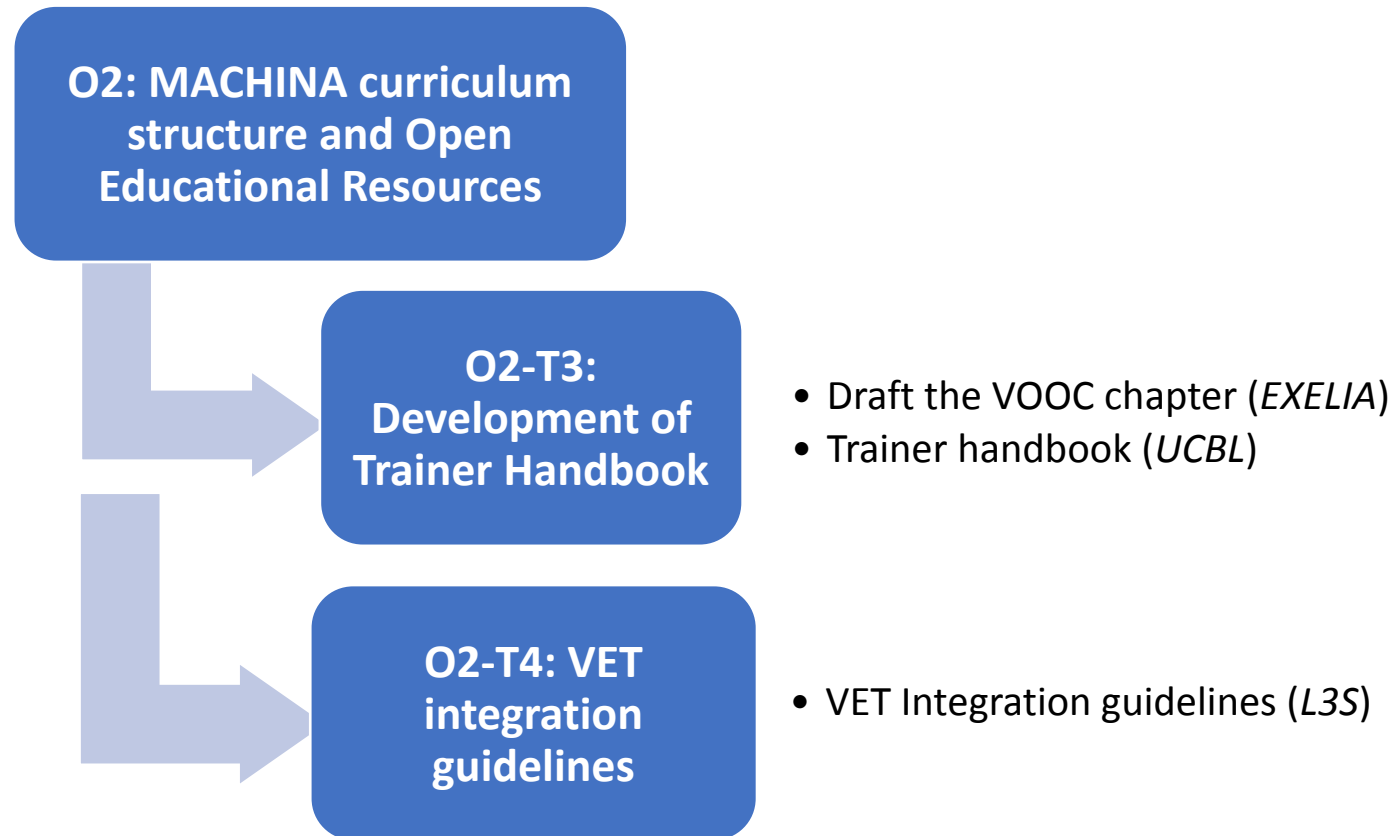 O2: MACHINA curriculum
structure and Open
Educational Resources
O2-T3:
Development of
Trainer Handbook
• Draft the VOOC chapter (EXELIA)
• Trainer handbook (UCBL)
O2-T4: VET
integration
guidelines
• VET Integration guidelines (L3S)